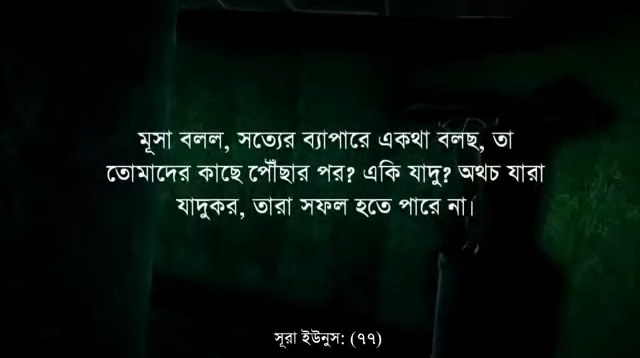 মূসা বলল, সত্যের ব্যাপারে একথা বলছ, তা
তোমাদের কাছে পৌঁছার পর? একি যাদু? অথচ যারা
যাদুকর, তারা সফল হতে পারে না।
সূরা ইউনুস: (৭৭)